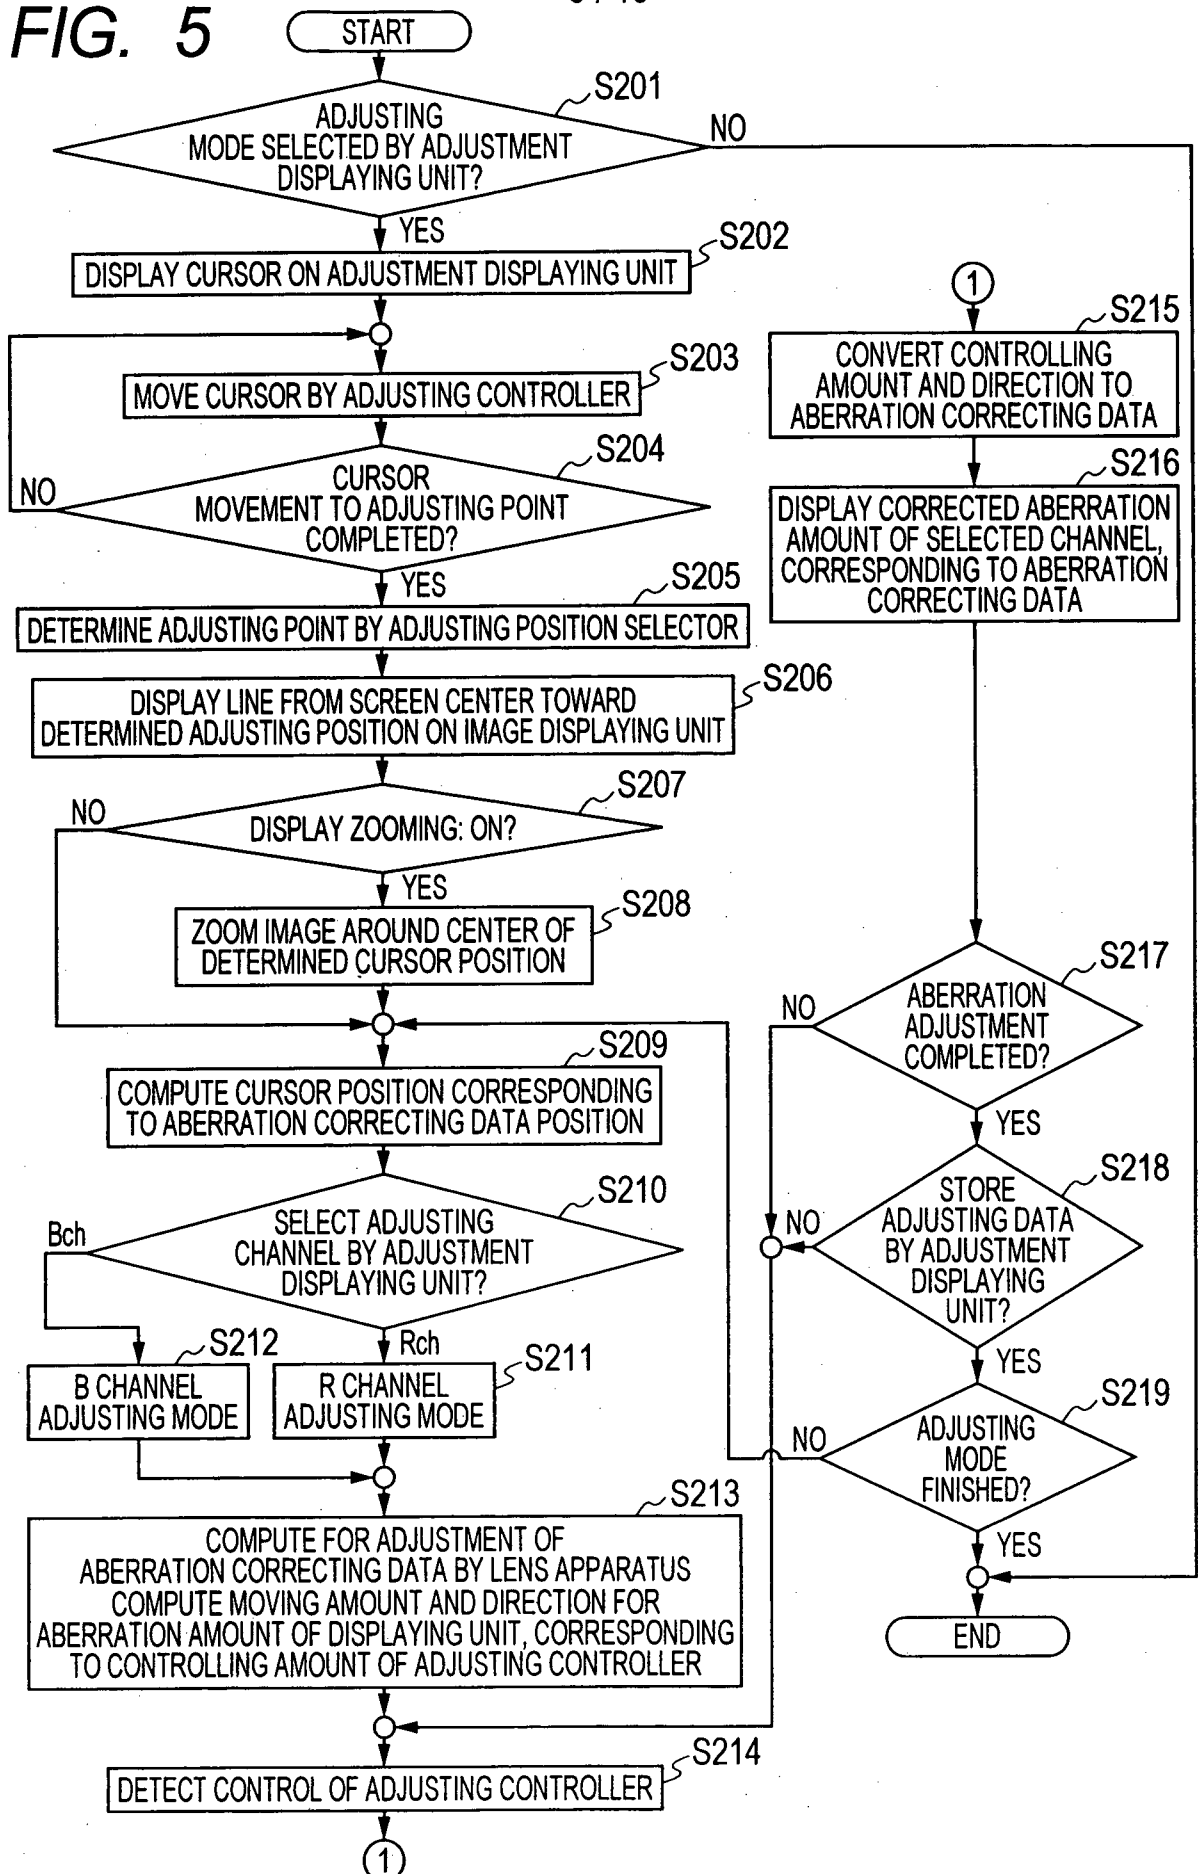 FIG. 5
START
S201
ADJUSTING
MODE SELECTED BY ADJUSTMENT
DISPLAYING UNIT?
NO
YES
S202
DISPLAY CURSOR ON ADJUSTMENT DISPLAYING UNIT
S203
MOVE CURSOR BY ADJUSTING CONTROLLER
S204
CURSOR
MOVEMENT TO ADJUSTING POINT
COMPLETED?
NO
YES
S205
DETERMINE ADJUSTING POINT BY ADJUSTING POSITION SELECTOR
S206
DISPLAY LINE FROM SCREEN CENTER TOWARD
DETERMINED ADJUSTING POSITION ON IMAGE DISPLAYING UNIT
S207
DISPLAY ZOOMING: ON?
NO
YES
S208
ZOOM IMAGE AROUND CENTER OF
DETERMINED CURSOR POSITION
S209
COMPUTE CURSOR POSITION CORRESPONDING
TO ABERRATION CORRECTING DATA POSITION
S210
SELECT ADJUSTING
CHANNEL BY ADJUSTMENT
DISPLAYING UNIT?
Bch
Rch
S212
B CHANNEL
ADJUSTING MODE
S211
R CHANNEL
ADJUSTING MODE
S213
COMPUTE FOR ADJUSTMENT OF
ABERRATION CORRECTING DATA BY LENS APPARATUS
COMPUTE MOVING AMOUNT AND DIRECTION FOR
ABERRATION AMOUNT OF DISPLAYING UNIT, CORRESPONDING
TO CONTROLLING AMOUNT OF ADJUSTING CONTROLLER
S214
DETECT CONTROL OF ADJUSTING CONTROLLER
1
1
S215
CONVERT CONTROLLING
AMOUNT AND DIRECTION TO
ABERRATION CORRECTING DATA
S216
DISPLAY CORRECTED ABERRATION
AMOUNT OF SELECTED CHANNEL,
CORRESPONDING TO ABERRATION
CORRECTING DATA
S217
ABERRATION
ADJUSTMENT
COMPLETED?
NO
YES
S218
STORE
ADJUSTING DATA
BY ADJUSTMENT
DISPLAYING
UNIT?
NO
YES
S219
ADJUSTING
MODE
FINISHED?
NO
YES
END